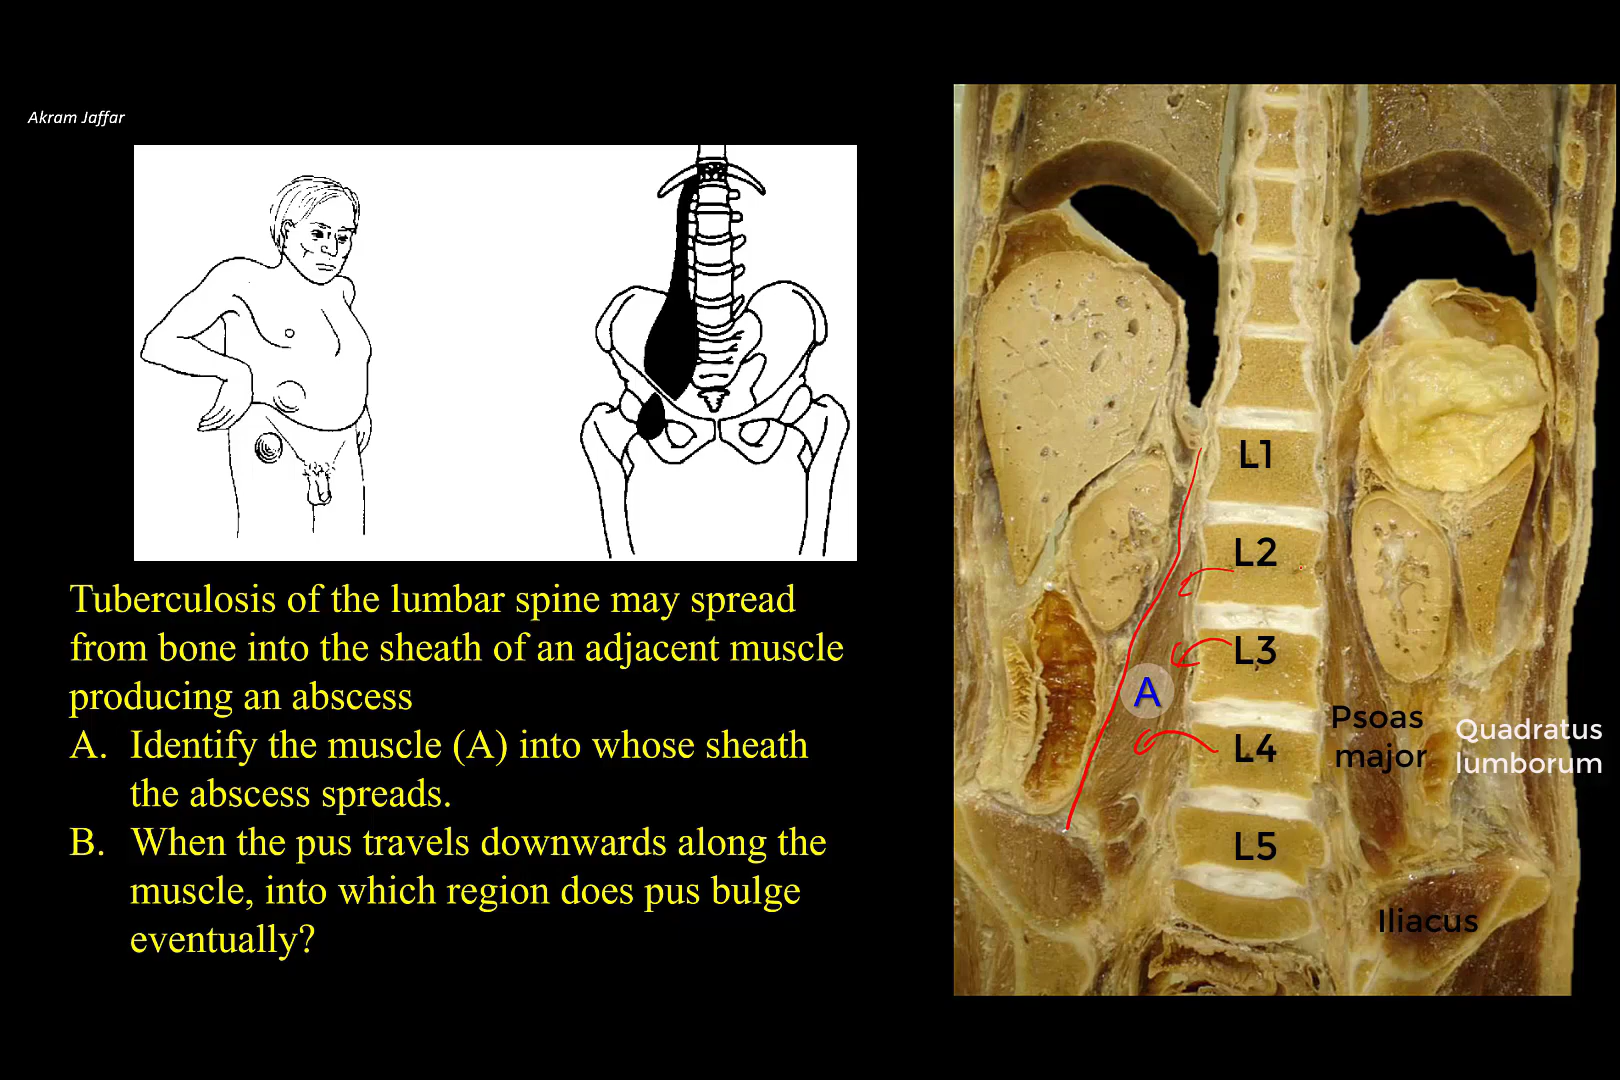 Akram Jaffar
Tuberculosis of the lumbar spine may spread
from bone into the sheath of an adjacent muscle
producing an abscess
A. Identify the muscle (A) into whose sheath
the abscess spreads.
B. When the pus travels downwards along the
muscle, into which region does pus bulge
eventually?
L1
L2
L3
A
L4
Psoas
major
Quadratus
lumborum
L5
Iliacus